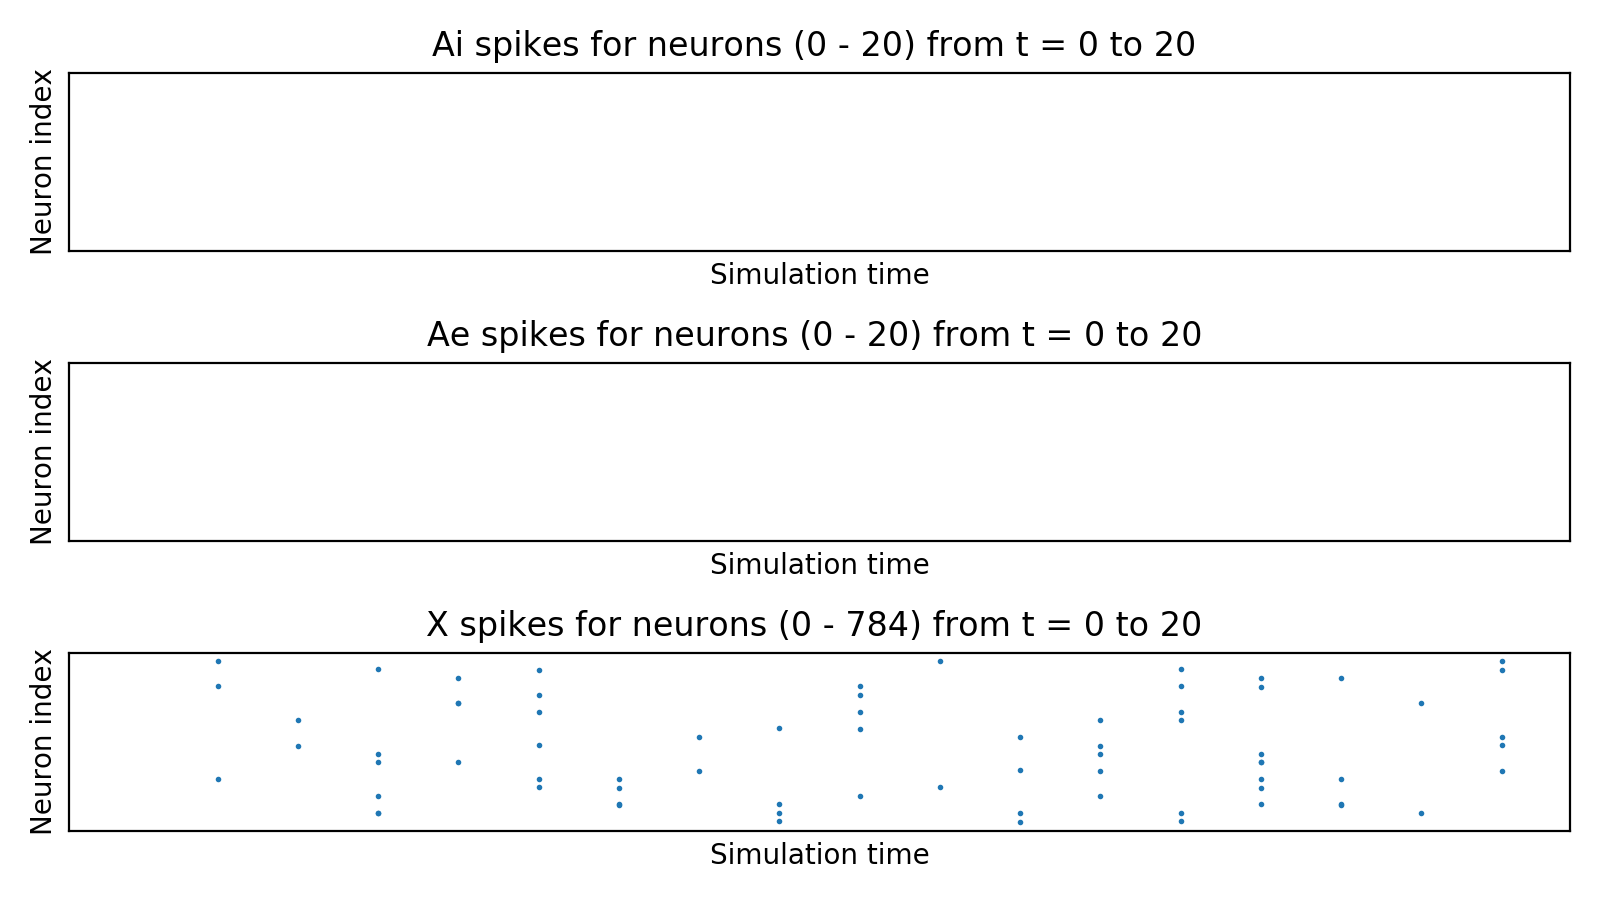 Ai spikes for neurons (0 - 20) from t = 0 to 20
Neuron index
Simulation time
Ae spikes for neurons (0 - 20) from t = 0 to 20
Neuron index
Simulation time
X spikes for neurons (0 - 784) from t = 0 to 20
Neuron index
Simulation time